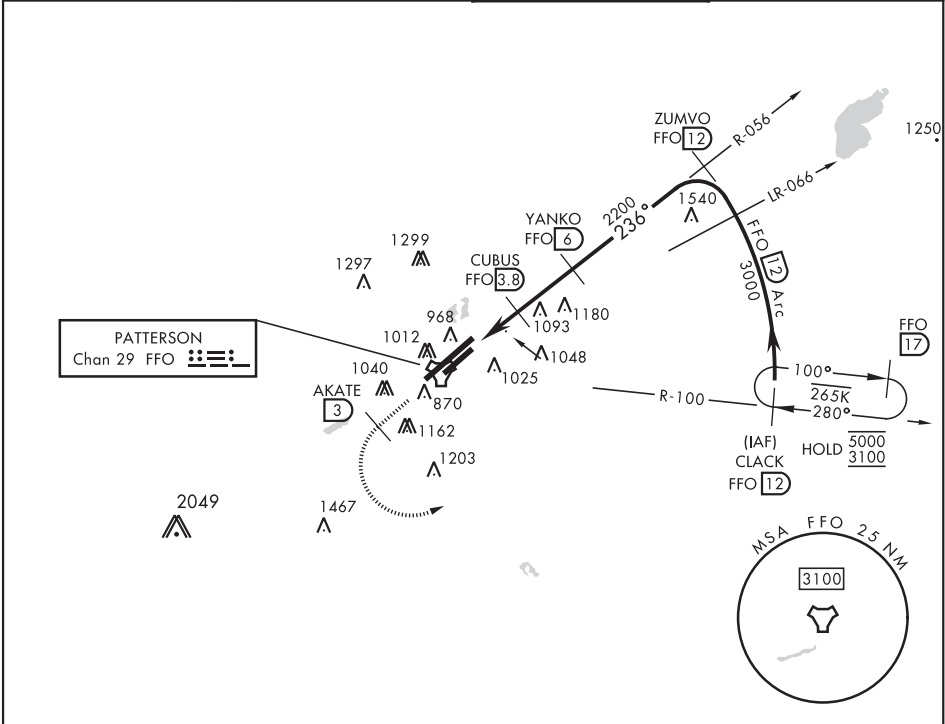 ZUMVO
FFO 12
R-056
1250
LR-066
1540
2200
236°
YANKO
FFO 6
FFO 12 Arc
3000
1299
1297
CUBUS
FFO 3.8
1180
1093
968
1012
1048
1025
PATTERSON
Chan 29 FFO
1040
870
AKATE
3
1162
1203
FFO
17
100°
265K
280°
R-100
(IAF)
CLACK
FFO 12
HOLD 5000
3100
2049
1467
MSA FFO 25 NM
3100